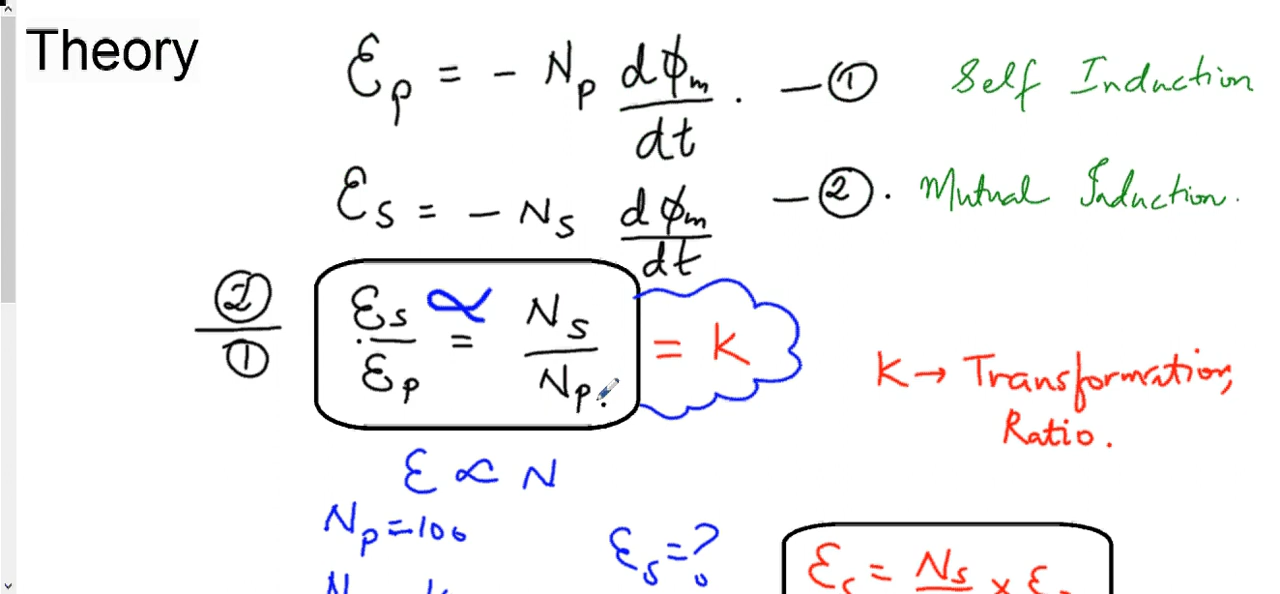 Theory
Ɛp = - Np dϕm/dt . —①
Self Induction
Ɛs = - Ns dϕm/dt —②.
Mutual Induction.
②/① Ɛs/Ɛp ∝ = Ns/Np. = K
K → Transformation
Ratio.
Ɛ ∝ N
Np = 100
Ɛs = ?
Ɛs = Ns ×